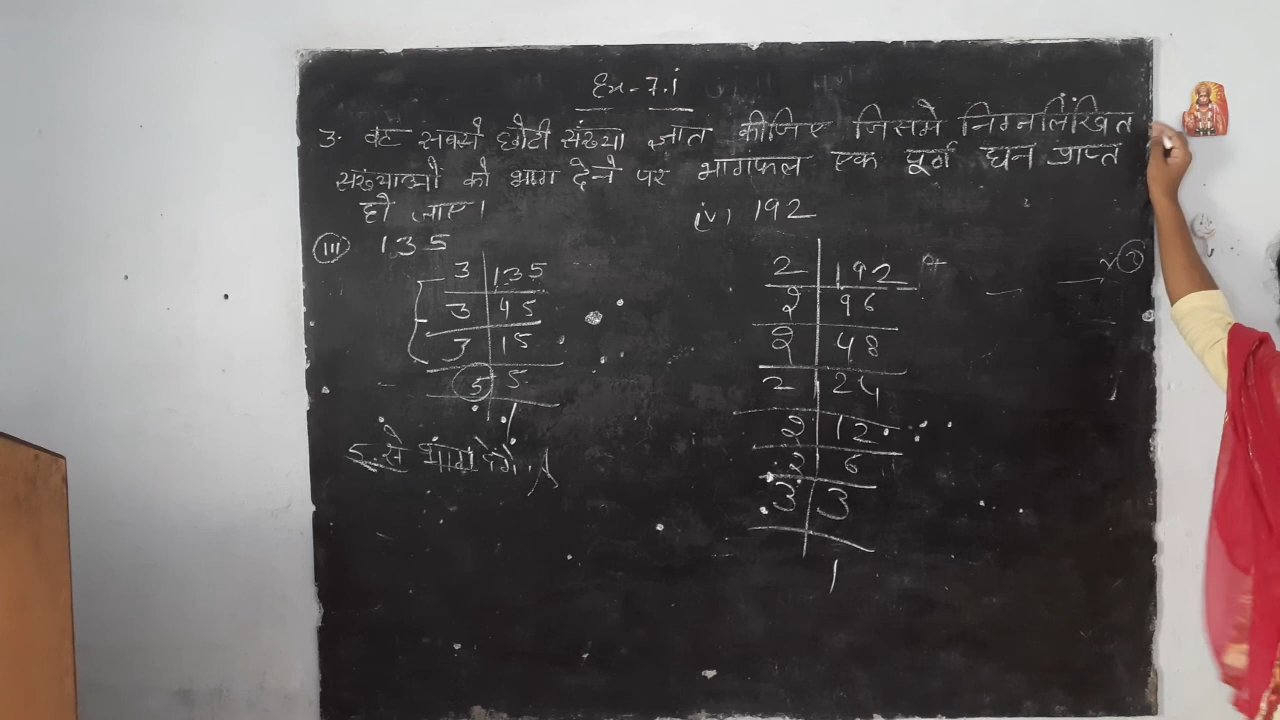 Ex-7.1
3. वह सबसे छोटी संख्या ज्ञात कीजिए जिसमे निम्नलिंखित
संख्याओं को भाग देने पर भागफल एक पूर्ण घन प्राप्त
हो जाए।
(iii) 135
3 | 135
3 | 45
3 | 15
5 | 5
1
5 से भाग देगें
(iv) 192
2 | 192
2 | 96
2 | 48
2 | 24
2 | 12
2 | 6
3 | 3
1